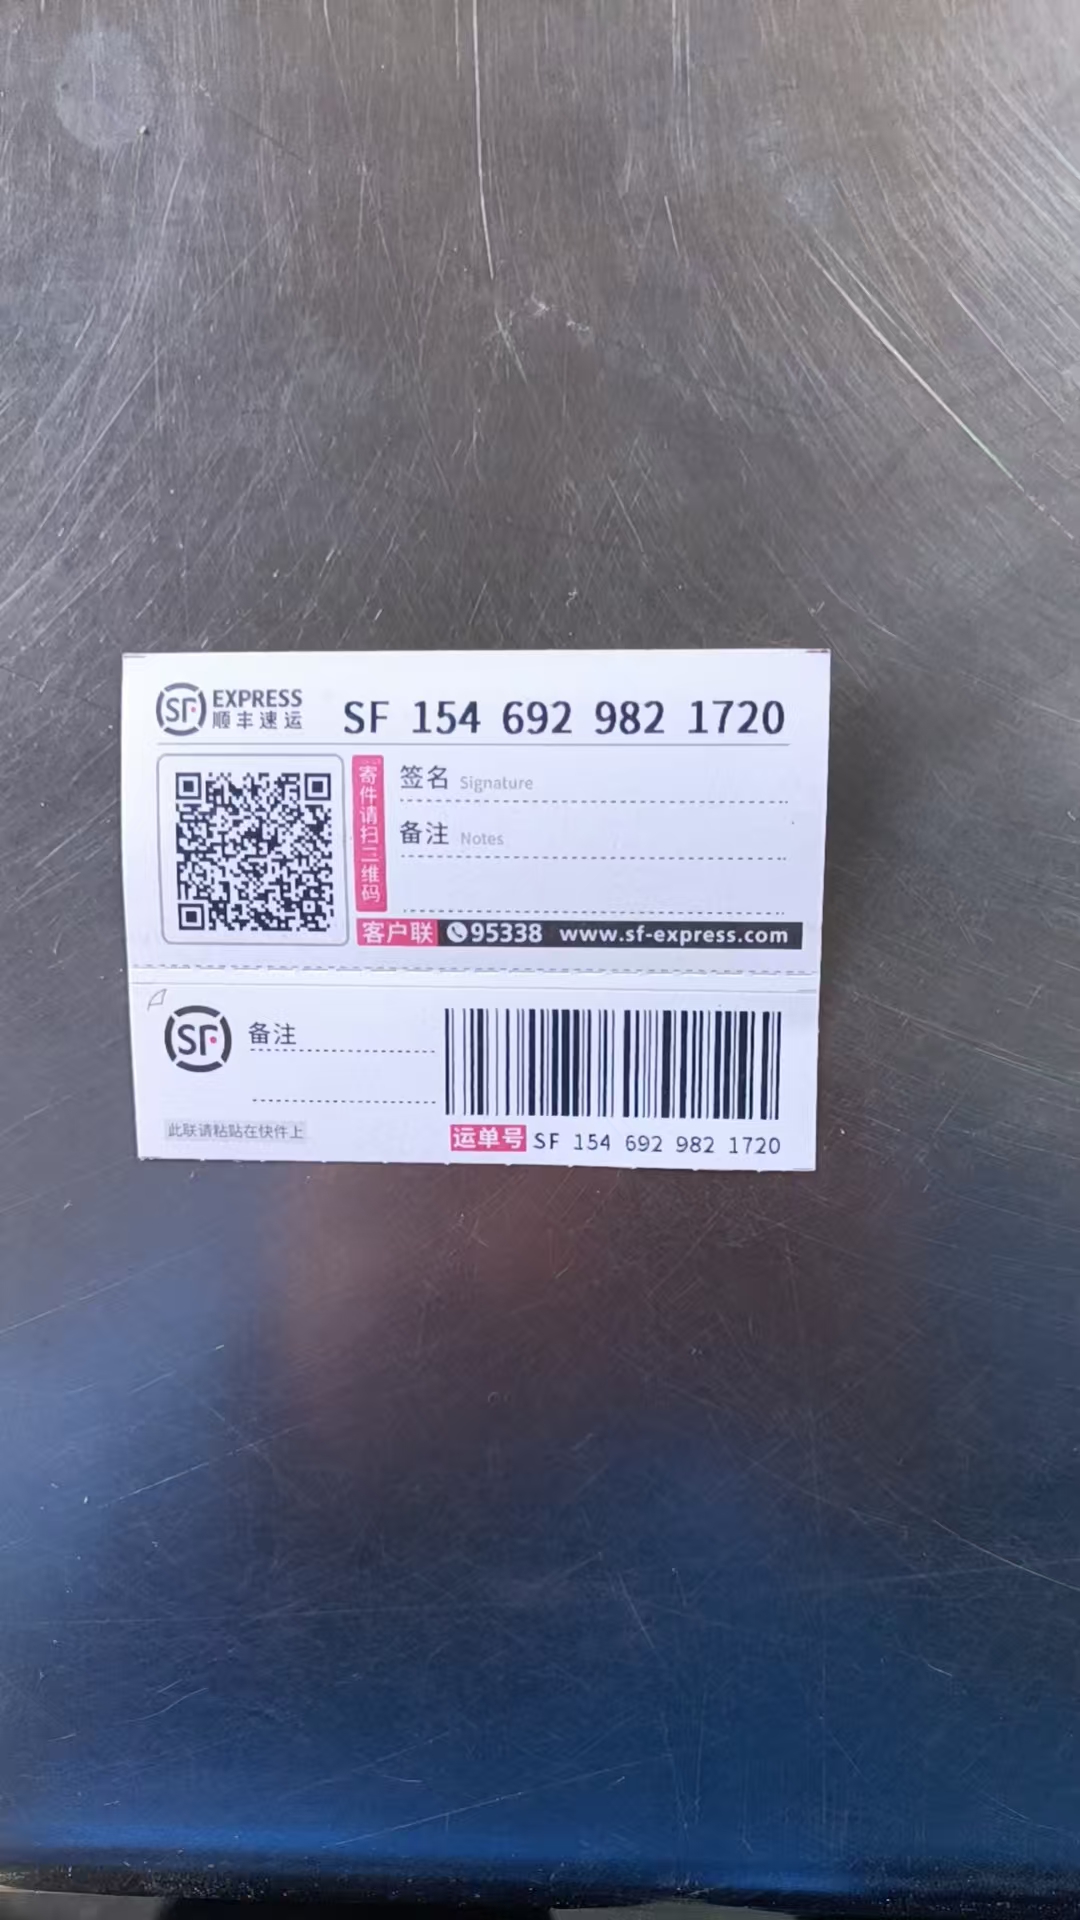 SF EXPRESS
顺丰速运
SF 154 692 982 1720
寄件请扫二维码
签名 Signature
备注 Notes
客户联 95338 www.sf-express.com
SF 备注
此联请粘贴在快件上
运单号 SF 154 692 982 1720